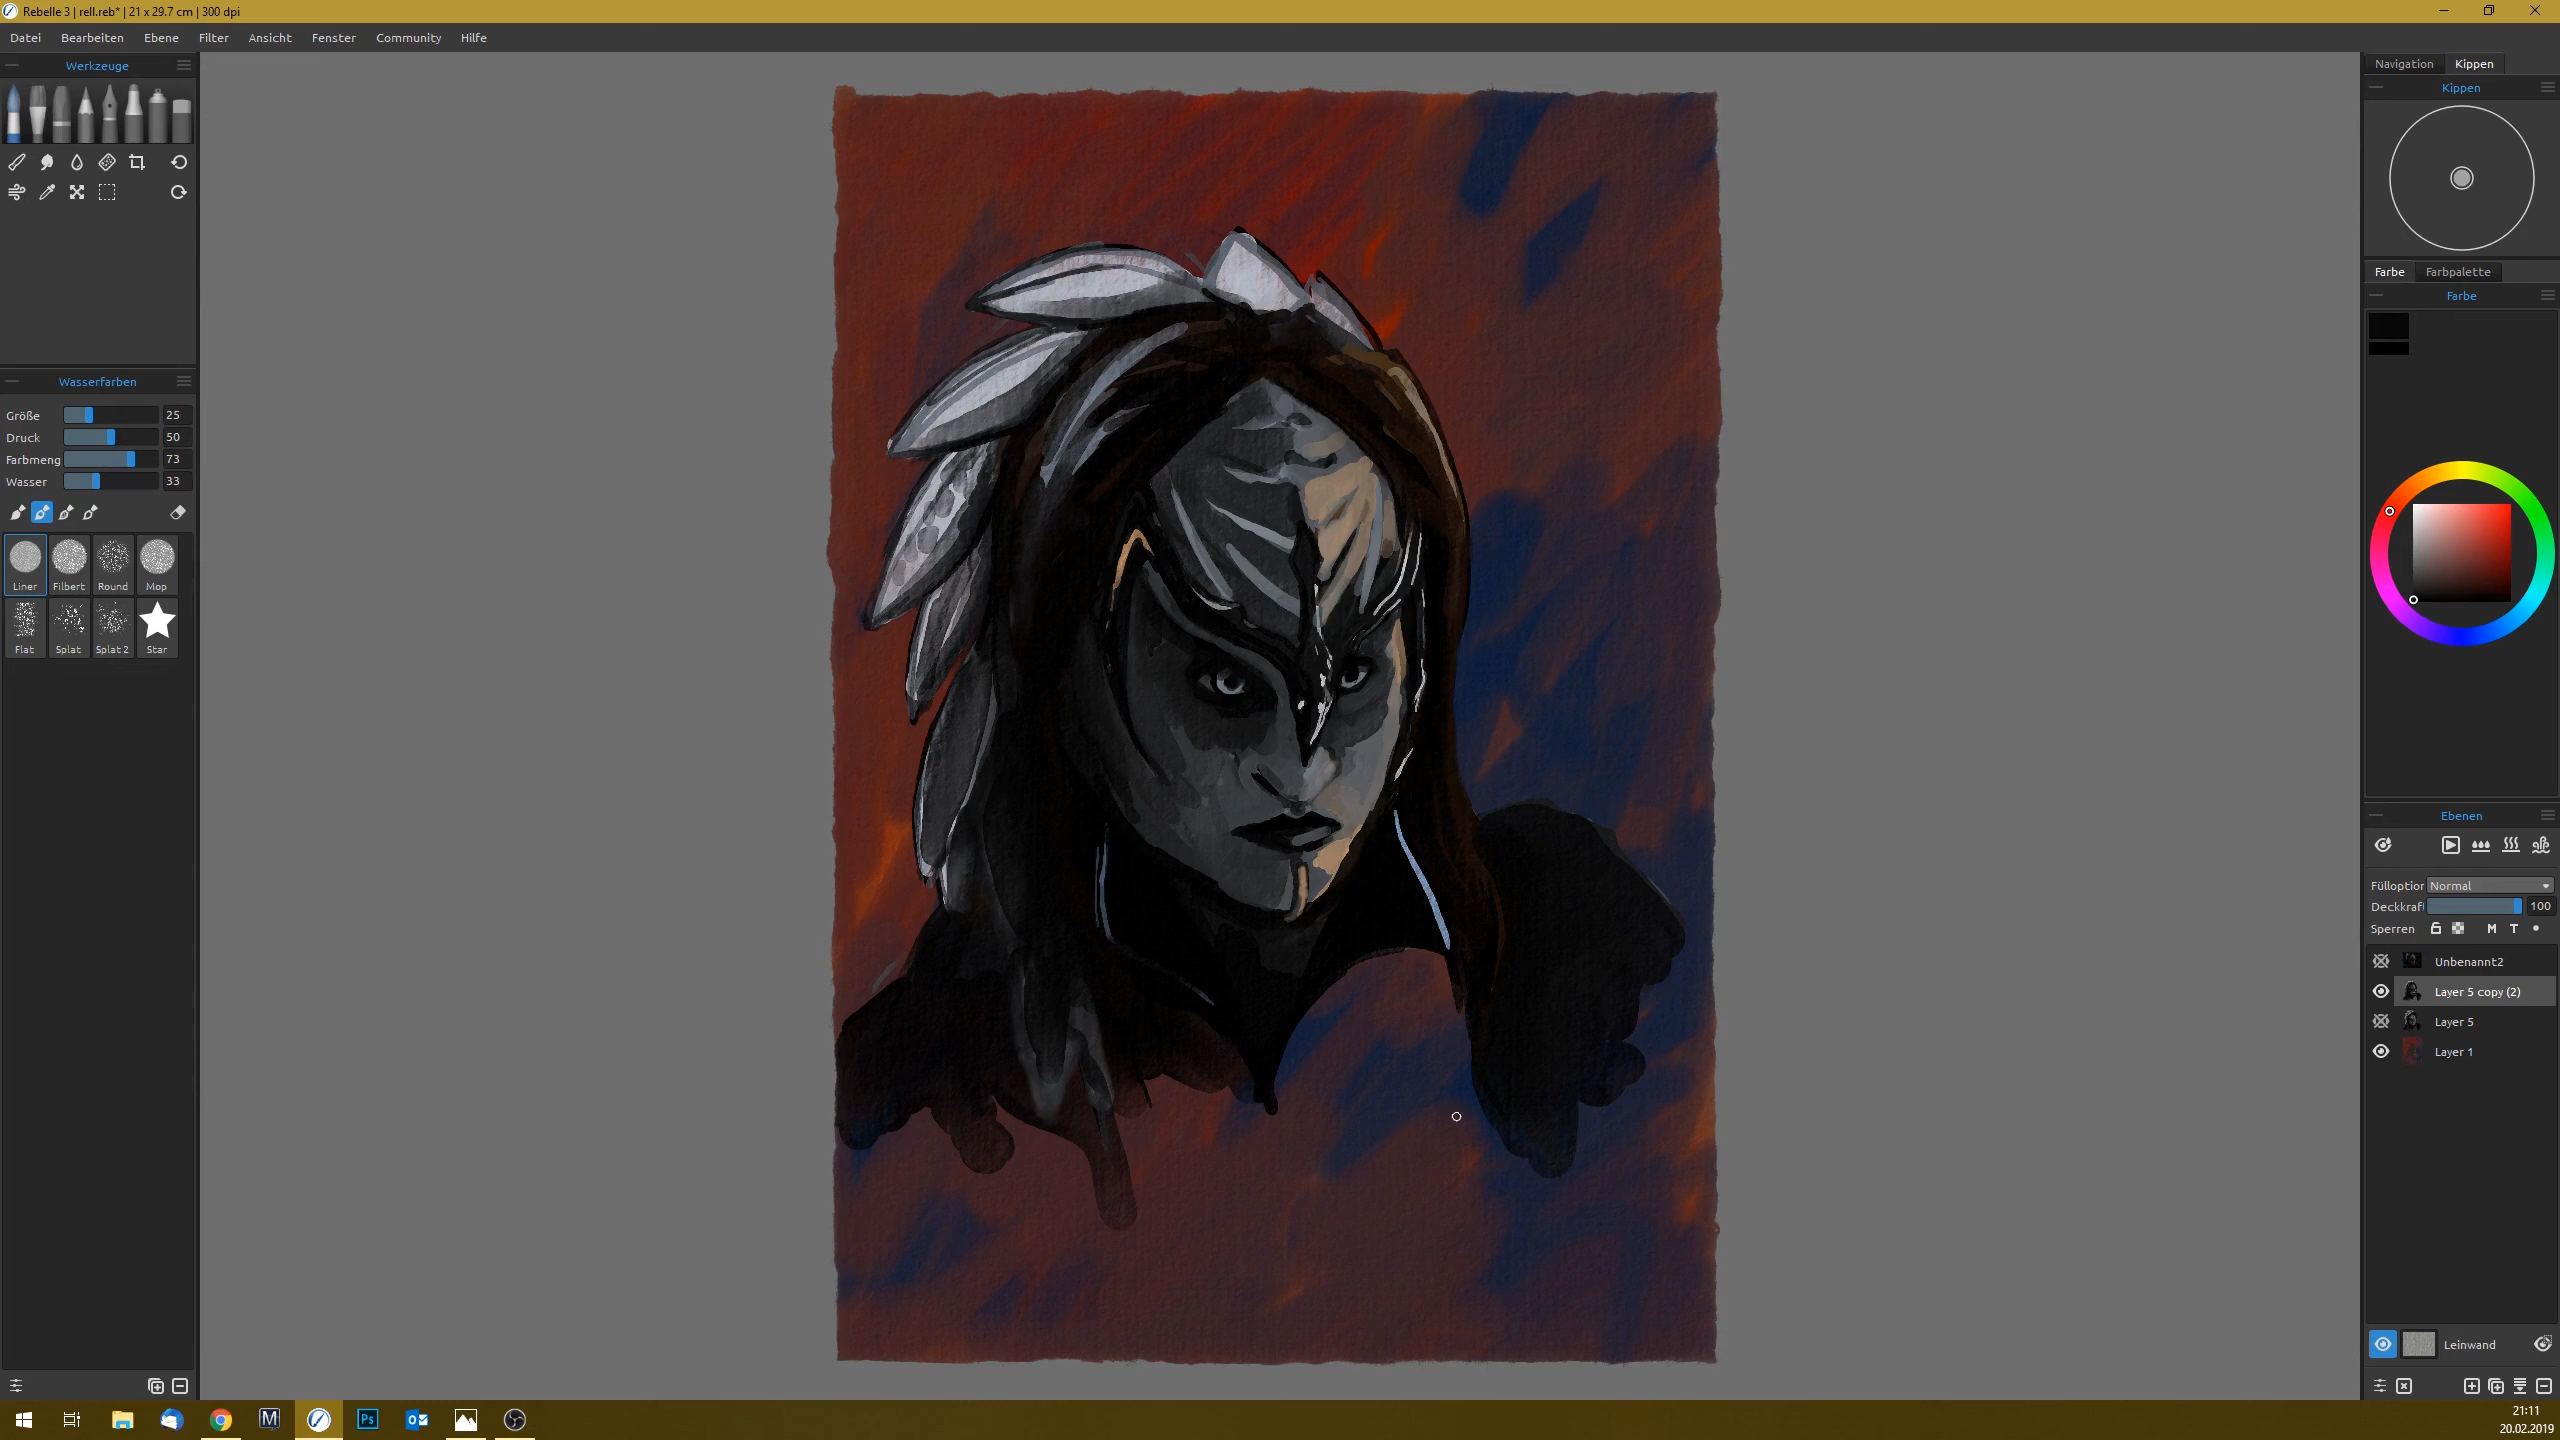 Rebelle 3 | rell.reb* | 21 x 29.7 cm | 300 dpi
Datei Bearbeiten Ebene Filter Ansicht Fenster Community Hilfe
Werkzeuge
Wasserfarben
Größe 25
Druck 50
Farbmeng 73
Wasser 33
Liner Filbert Round Mop
Flat Splat Splat 2 Star
Navigation Kippen
Kippen
Farbe Farbpalette
Farbe
Ebenen
Fülloption Normal
Deckkraft 100
Sperren M T
Unbenannt2
Layer 5 copy (2)
Layer 5
Layer 1
Leinwand
M Ps O
21:11
20.02.2019